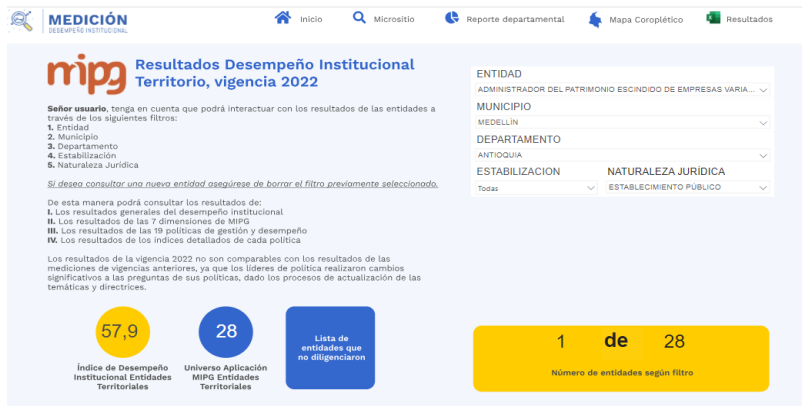 MEDICIÓN
DESEMPEÑO INSTITUCIONAL
Inicio
Micrositio
Reporte departamental
Mapa Coroplético
Resultados
mipg
Resultados Desempeño Institucional
Territorio, vigencia 2022
Señor usuario, tenga en cuenta que podrá interactuar con los resultados de las entidades a
través de los siguientes filtros:
1. Entidad
2. Municipio
3. Departamento
4. Estabilización
5. Naturaleza Jurídica
Si desea consultar una nueva entidad asegúrese de borrar el filtro previamente seleccionado.
De esta manera podrá consultar los resultados de:
I. Los resultados generales del desempeño institucional
II. Los resultados de las 7 dimensiones de MIPG
III. Los resultados de las 19 políticas de gestión y desempeño
IV. Los resultados de los índices detallados de cada política
Los resultados de la vigencia 2022 no son comparables con los resultados de las
mediciones de vigencias anteriores, ya que los líderes de política realizaron cambios
significativos a las preguntas de sus políticas, dado los procesos de actualización de las
temáticas y directrices.
ENTIDAD
ADMINISTRADOR DEL PATRIMONIO ESCINDIDO DE EMPRESAS VARIA...
MUNICIPIO
MEDELLÍN
DEPARTAMENTO
ANTIOQUIA
ESTABILIZACION
NATURALEZA JURÍDICA
Todas
ESTABLECIMIENTO PÚBLICO
57,9
Índice de Desempeño
Institucional Entidades
Territoriales
28
Universo Aplicación
MIPG Entidades
Territoriales
Lista de
entidades que
no diligenciaron
1 de 28
Número de entidades según filtro